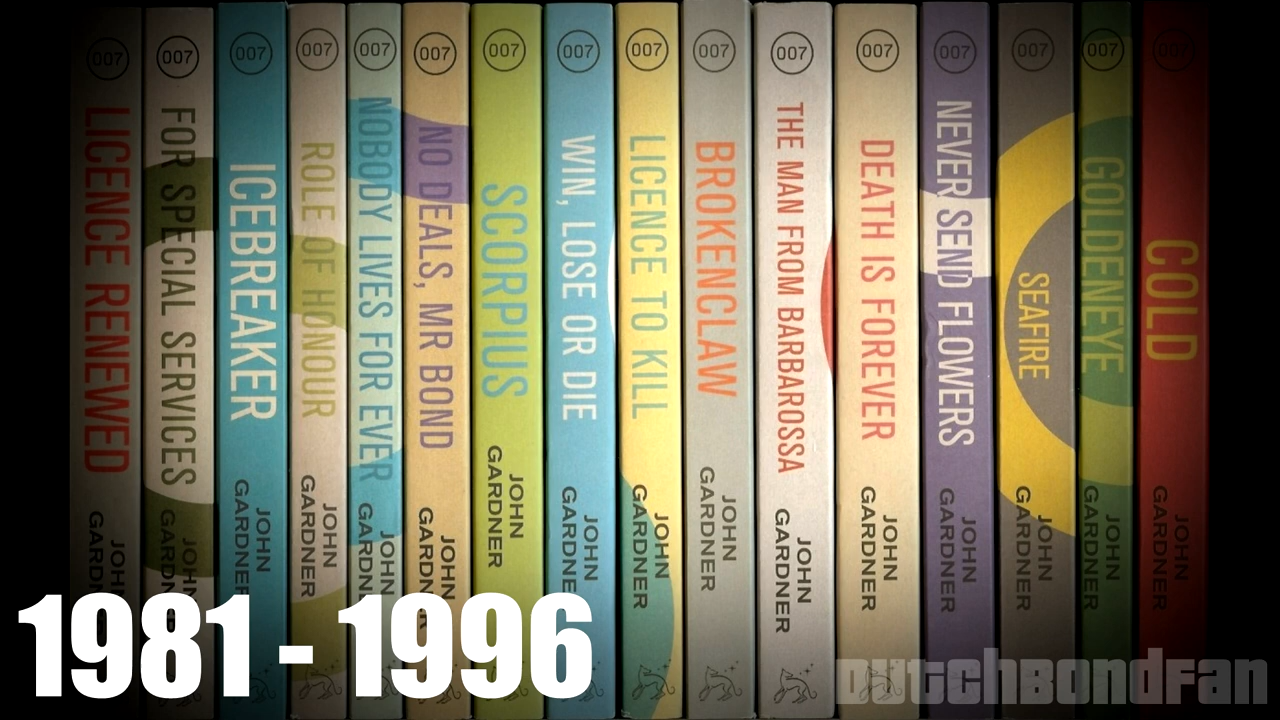 007
LICENCE RENEWED
JOHN
GARDNER
007
FOR SPECIAL SERVICES
JOHN
GARDNER
007
ICEBREAKER
JOHN
GARDNER
007
ROLE OF HONOUR
JOHN
GARDNER
007
NOBODY LIVES FOR EVER
JOHN
GARDNER
007
NO DEALS, MR BOND
JOHN
GARDNER
007
SCORPIUS
JOHN
GARDNER
007
WIN, LOSE OR DIE
JOHN
GARDNER
007
LICENCE TO KILL
JOHN
GARDNER
007
BROKENCLAW
JOHN
GARDNER
007
THE MAN FROM BARBAROSSA
JOHN
GARDNER
007
DEATH IS FOREVER
JOHN
GARDNER
007
NEVER SEND FLOWERS
JOHN
GARDNER
007
SEAFIRE
JOHN
GARDNER
007
GOLDENEYE
JOHN
GARDNER
007
COLD
JOHN
GARDNER
1981 - 1996
DUTCHBONDFAN